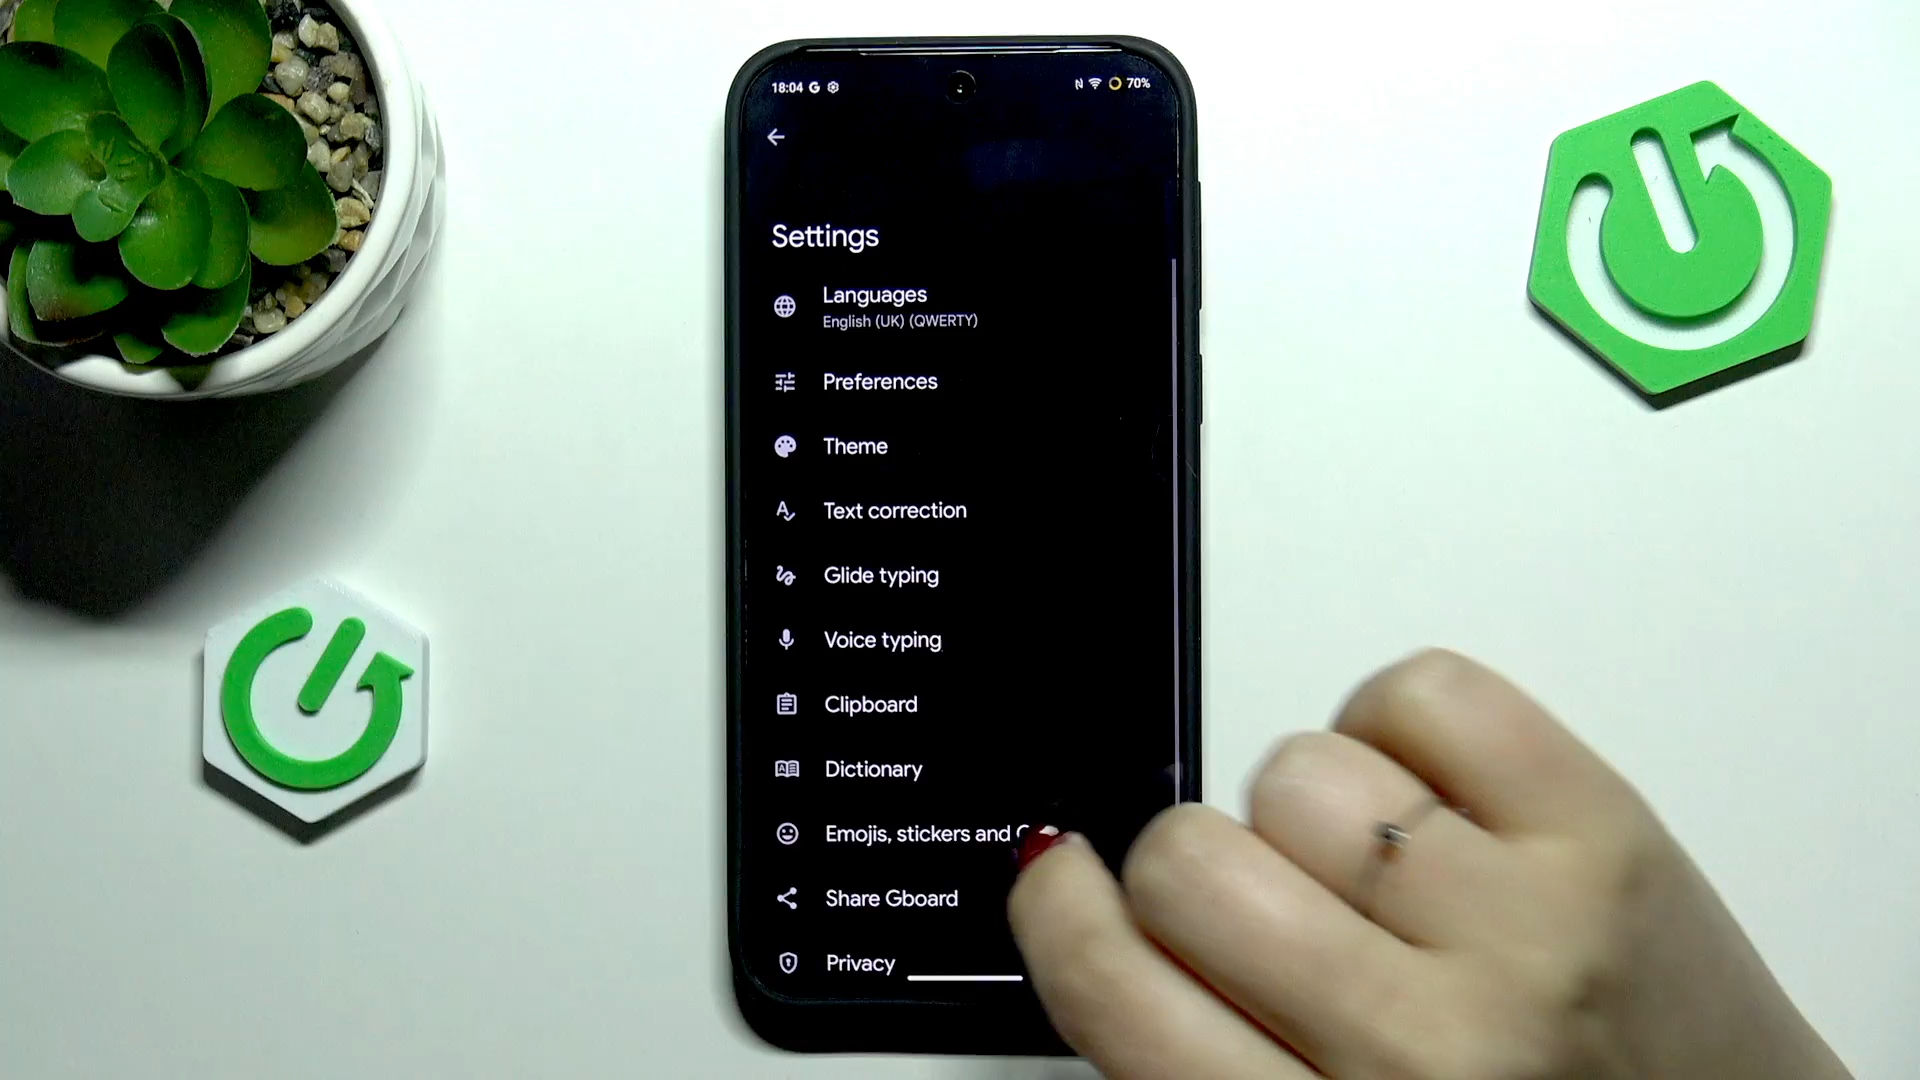 18:04 G
N 70%
Settings
Languages
English (UK) (QWERTY)
Preferences
Theme
Text correction
Glide typing
Voice typing
Clipboard
Dictionary
Emojis, stickers and
Share Gboard
Privacy